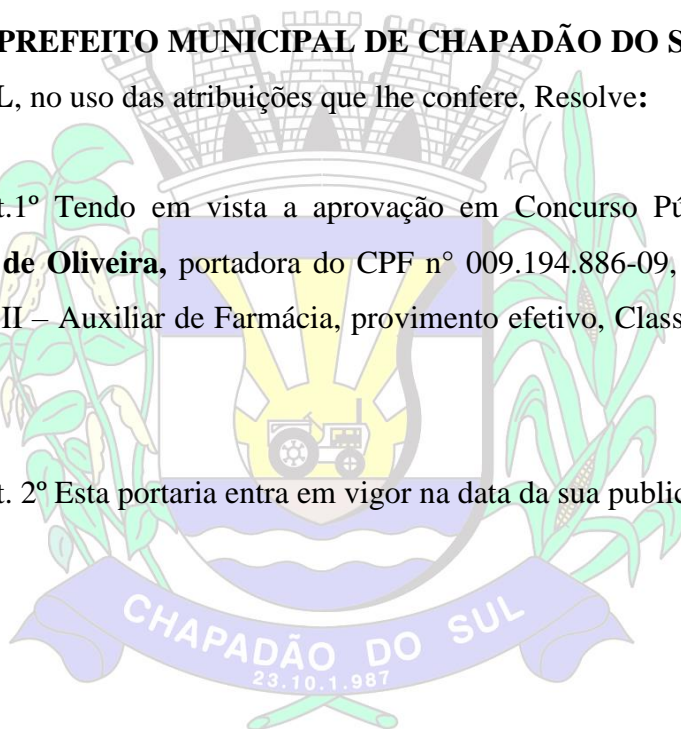 PREFEITO MUNICIPAL DE CHAPADÃO DO S
L, no uso das atribuições que lhe confere, Resolve:
t.1º Tendo em vista a aprovação em Concurso Pú
de Oliveira, portadora do CPF n° 009.194.886-09,
II – Auxiliar de Farmácia, provimento efetivo, Class
t. 2º Esta portaria entra em vigor na data da sua public
CHAPADÃO DO SUL
23.10.1.987